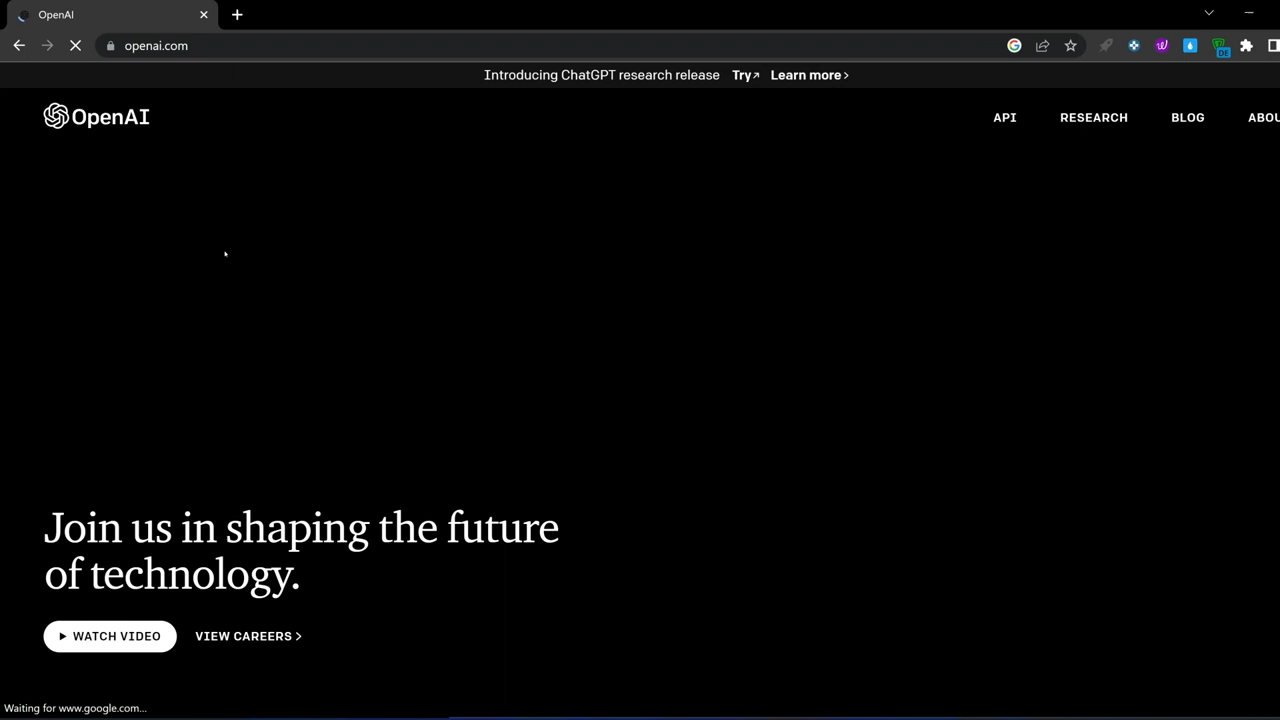 OpenAI
openai.com
DE
Introducing ChatGPT research release Try↗ Learn more >
OpenAI
API RESEARCH BLOG ABOU
Join us in shaping the future
of technology.
WATCH VIDEO VIEW CAREERS >
Waiting for www.google.com...